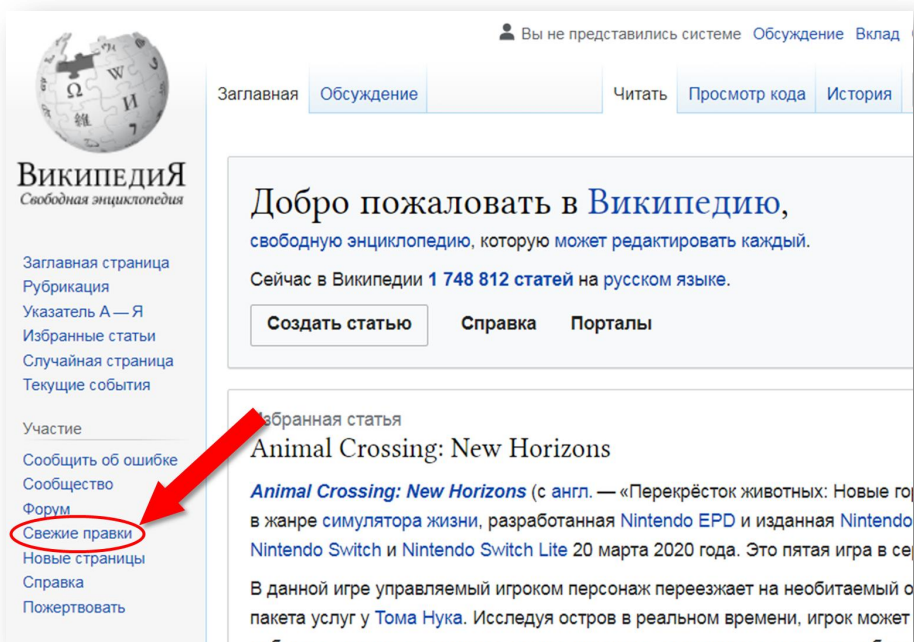 Вы не представились системе Обсуждение Вклад
Заглавная Обсуждение Читать Просмотр кода История
ВикипедиЯ
Свободная энциклопедия
Добро пожаловать в Википедию,
свободную энциклопедию, которую может редактировать каждый.
Сейчас в Википедии 1 748 812 статей на русском языке.
Создать статью Справка Порталы
Заглавная страница
Рубрикация
Указатель А — Я
Избранные статьи
Случайная страница
Текущие события
Участие
Сообщить об ошибке
Сообщество
Форум
Свежие правки
Новые страницы
Справка
Пожертвовать
Избранная статья
Animal Crossing: New Horizons
Animal Crossing: New Horizons (с англ. — «Перекрёсток животных: Новые
в жанре симулятора жизни, разработанная Nintendo EPD и изданная Nintendo
Nintendo Switch и Nintendo Switch Lite 20 марта 2020 года. Это пятая игра в
В данной игре управляемый игроком персонаж переезжает на необитаемый
пакета услуг у Тома Нука. Исследуя остров в реальном времени, игрок может